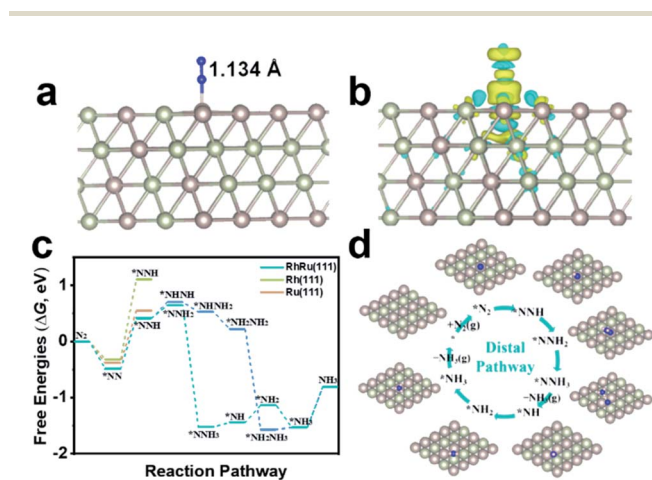 a
1.134 Å
b
c
Free Energies (ΔG, eV)
1
0
-1
-2
RhRu(111)
Rh(111)
Ru(111)
N₂
*NN
*NNH
*NNH
*NHNH
*NNH₂
*NHNH₂
*NH₂NH₂
*NNH₃
*NH
*NH₂
*NH₂NH₃
*NH₃
NH₃
Reaction Pathway
d
Distal
Pathway
*N₂
*NNH
*NNH₂
*NNH₃
−NH₃(g)
*NH
*NH₂
*NH₃
−NH₃(g)
*
+N₂(g)